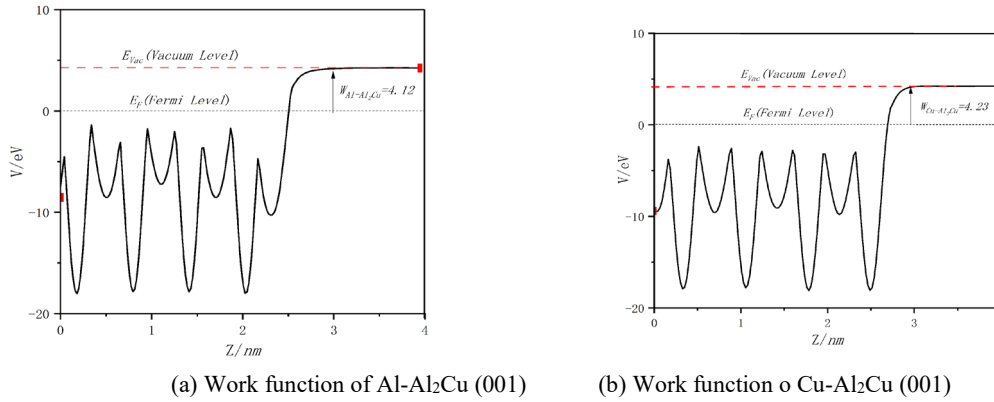 10
0
-10
-20
V/eV
E_Vac(Vacuum Level)
E_F(Fermi Level)
W_Al-Al₂Cu=4.12
0
1
2
3
4
Z/nm
10
0
-10
-20
V/eV
E_Vac(Vacuum Level)
E_F(Fermi Level)
W_Cu-Al₂Cu=4.23
0
1
2
3
Z/nm
(a) Work function of Al-Al₂Cu (001)
(b) Work function o Cu-Al₂Cu (001)